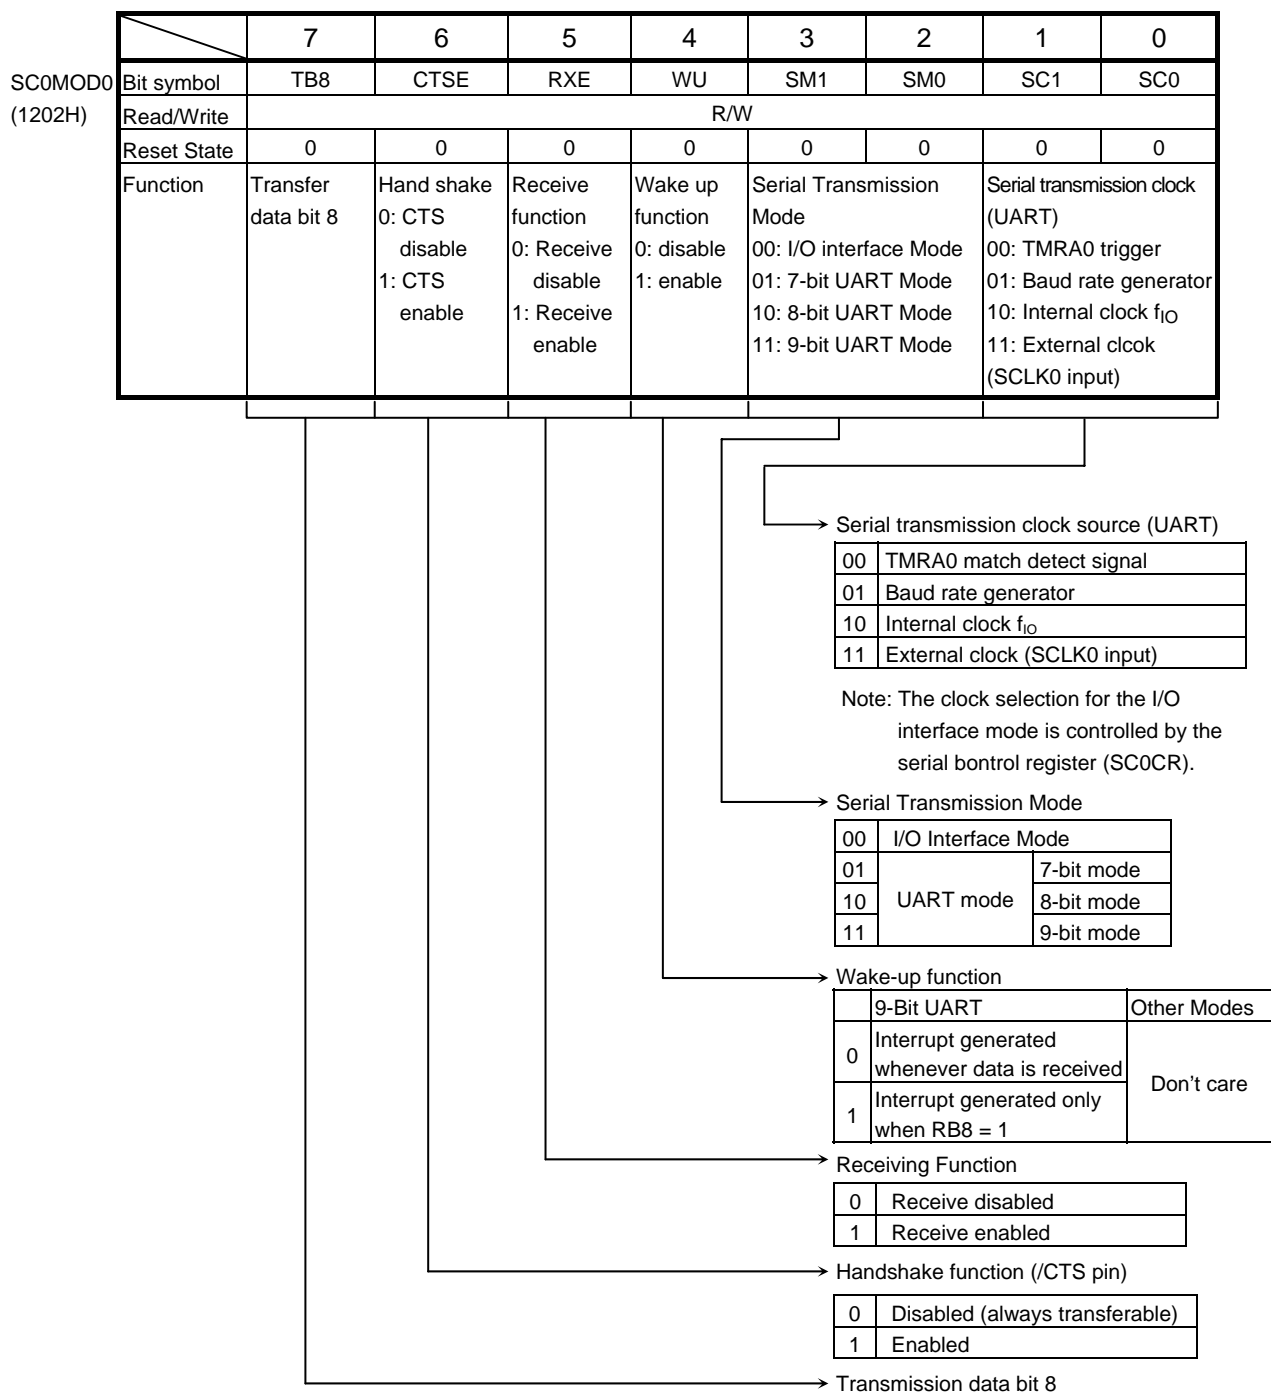 7 6 5 4 3 2 1 0
SC0MOD0 Bit symbol TB8 CTSE RXE WU SM1 SM0 SC1 SC0
(1202H) Read/Write R/W
Reset State 0 0 0 0 0 0 0 0
Function Transfer Hand shake Receive Wake up Serial Transmission Serial transmission clock
data bit 8 0: CTS function function Mode (UART)
disable 0: Receive 0: disable 00: I/O interface Mode 00: TMRA0 trigger
1: CTS disable 1: enable 01: 7-bit UART Mode 01: Baud rate generator
enable 1: Receive 10: 8-bit UART Mode 10: Internal clock fIO
enable 11: 9-bit UART Mode 11: External clcok
(SCLK0 input)
Serial transmission clock source (UART)
00 TMRA0 match detect signal
01 Baud rate generator
10 Internal clock fIO
11 External clock (SCLK0 input)
Note: The clock selection for the I/O
interface mode is controlled by the
serial bontrol register (SC0CR).
Serial Transmission Mode
00 I/O Interface Mode
01 7-bit mode
10 UART mode 8-bit mode
11 9-bit mode
Wake-up function
9-Bit UART Other Modes
0 Interrupt generated
whenever data is received
Don't care
1 Interrupt generated only
when RB8 = 1
Receiving Function
0 Receive disabled
1 Receive enabled
Handshake function (/CTS pin)
0 Disabled (always transferable)
1 Enabled
Transmission data bit 8